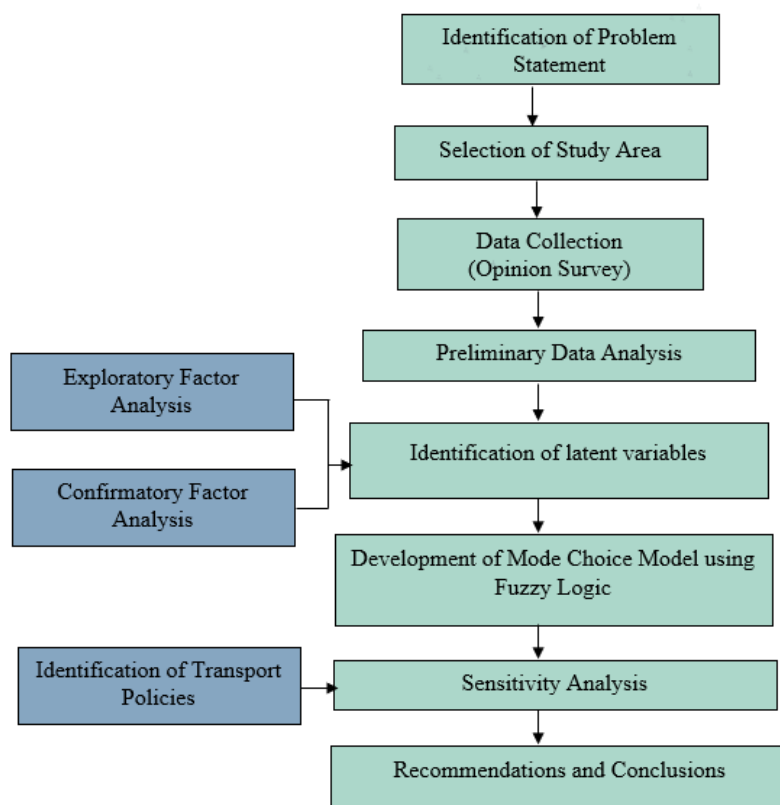 Identification of Problem
Statement
Selection of Study Area
Data Collection
(Opinion Survey)
Preliminary Data Analysis
Exploratory Factor
Analysis
Identification of latent variables
Confirmatory Factor
Analysis
Development of Mode Choice Model using
Fuzzy Logic
Identification of Transport
Policies
Sensitivity Analysis
Recommendations and Conclusions